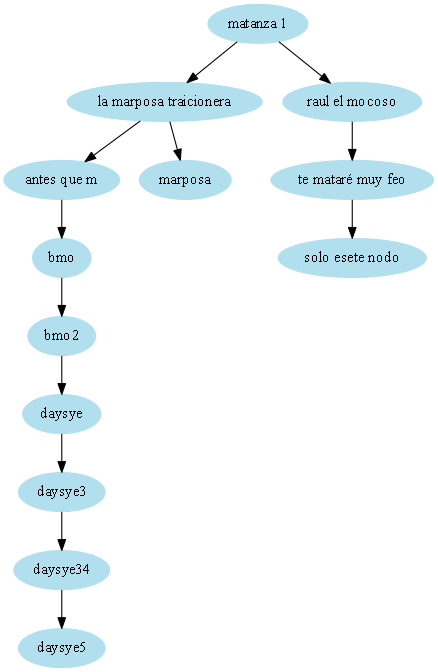 matanza 1
la marposa traicionera
raul el mocoso
antes que m
marposa
te mataré muy feo
bmo
solo esete nodo
bmo2
daysye
daysye3
daysye34
daysye5